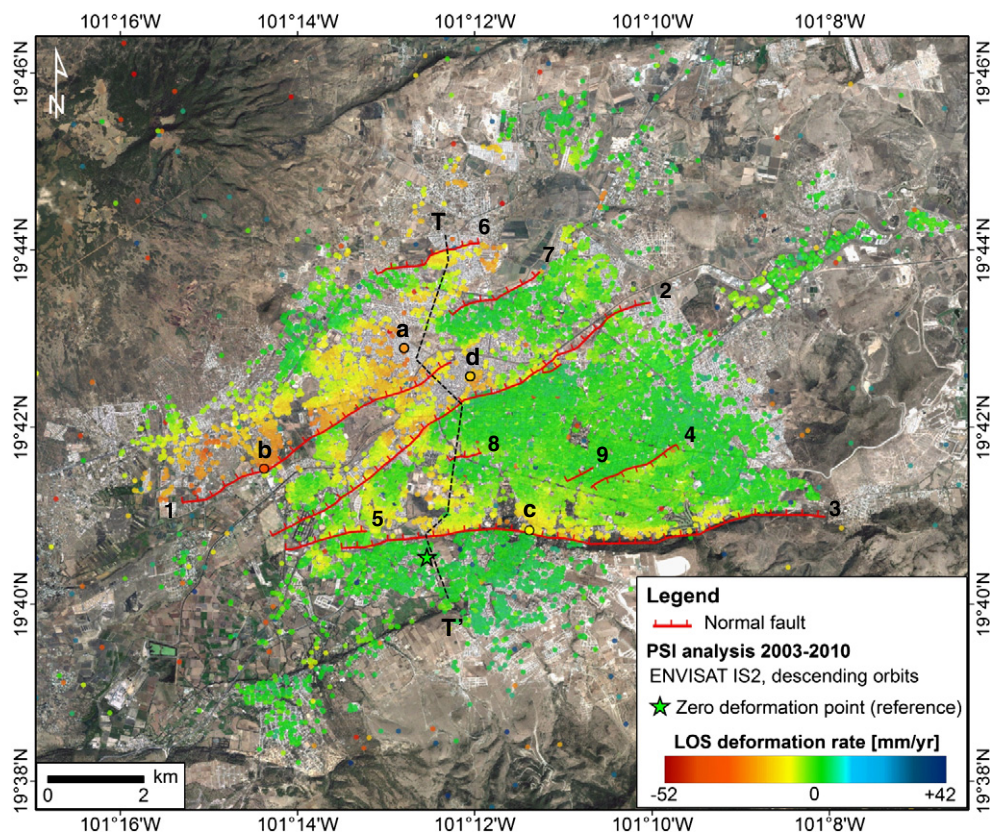 101°16'W 101°14'W 101°12'W 101°10'W 101°8'W
19°46'N 19°46'N
N
T 6
7
19°44'N 19°44'N
2
a
d
19°42'N 19°42'N
b 8 9 4
1
5 c 3
19°40'N 19°40'N
T'
Legend
Normal fault
PSI analysis 2003-2010
ENVISAT IS2, descending orbits
Zero deformation point (reference)
LOS deformation rate [mm/yr]
-52 0 +42
19°38'N 19°38'N
km
0 2
101°16'W 101°14'W 101°12'W 101°10'W 101°8'W